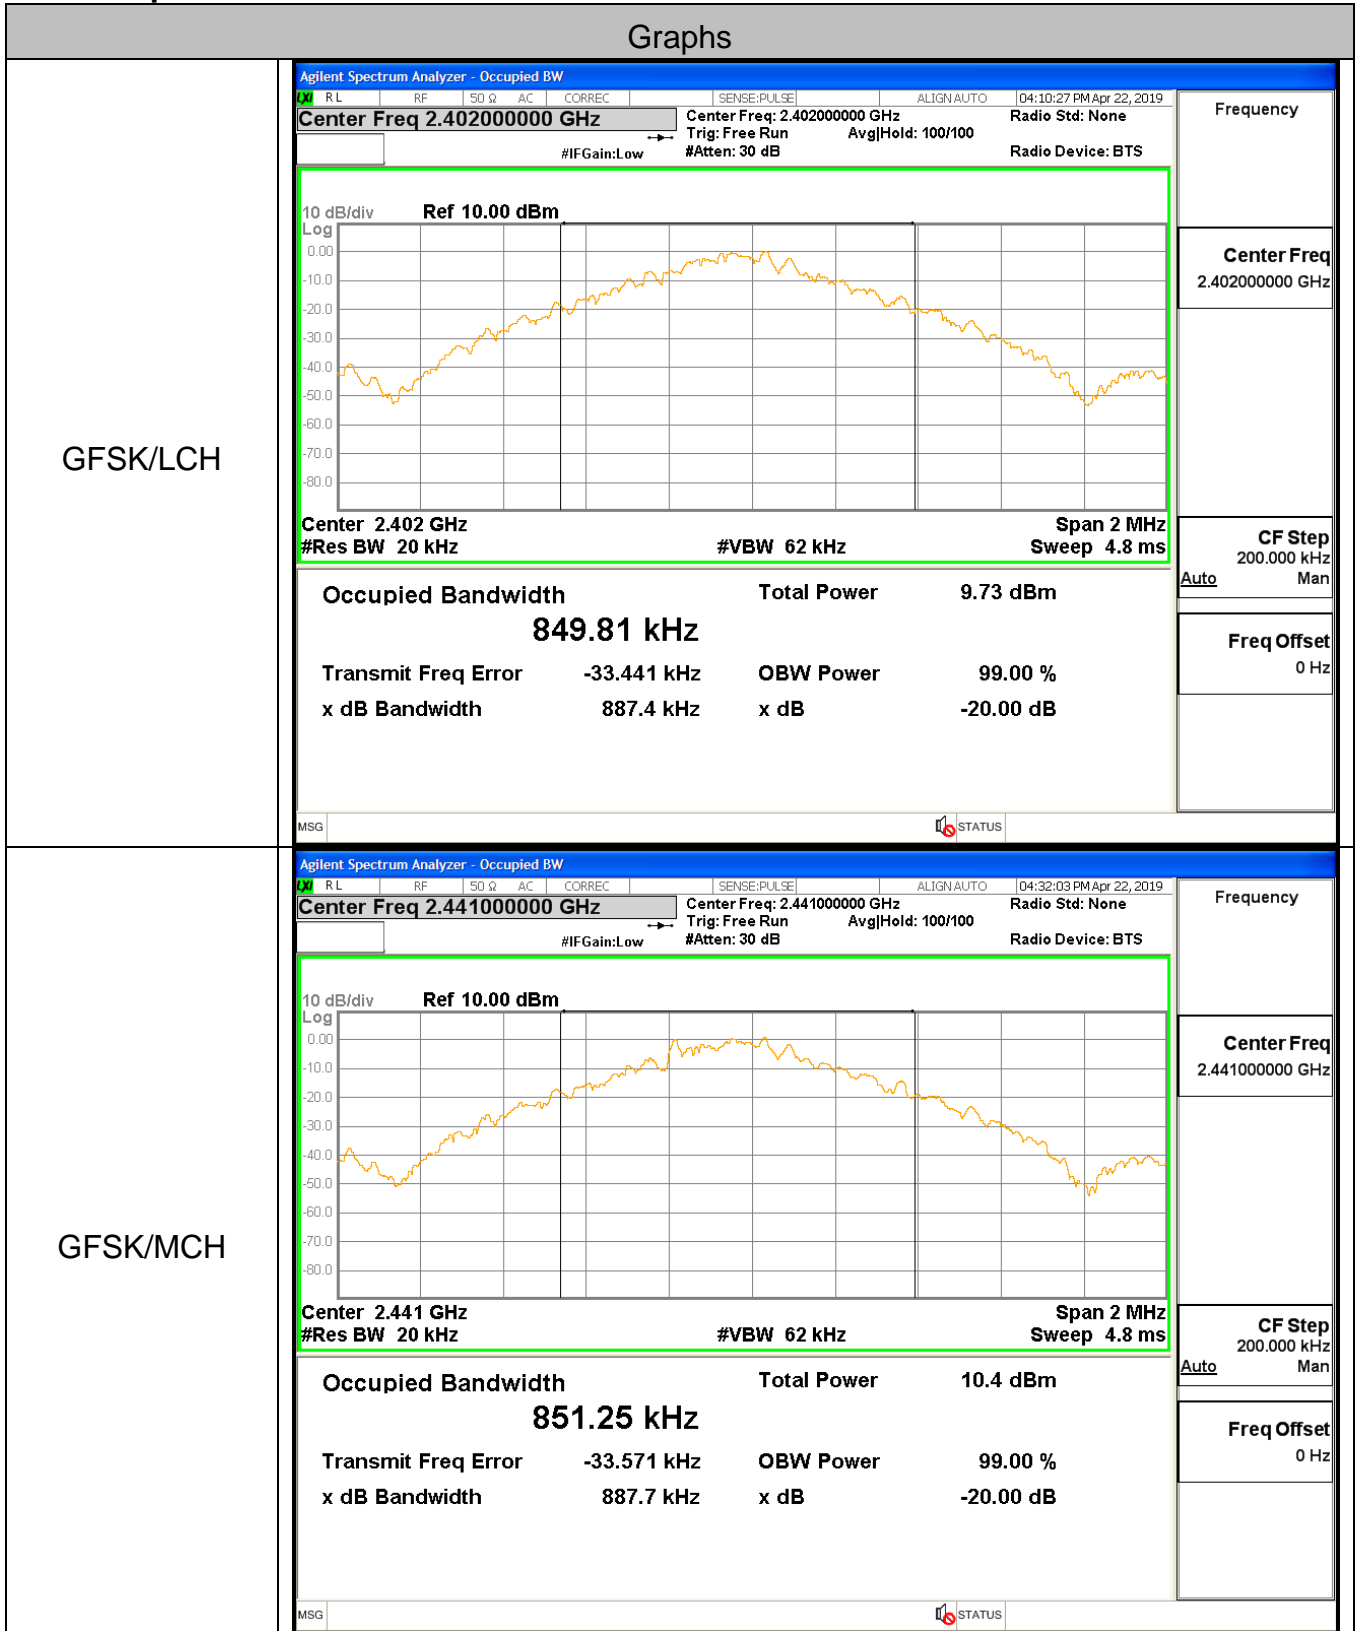 Graphs
GFSK/LCH
Agilent Spectrum Analyzer - Occupied BW
LXI RL RF 50 Ω AC CORREC SENSE:PULSE ALIGN AUTO 04:10:27 PM Apr 22, 2019
Center Freq 2.402000000 GHz
Center Freq: 2.402000000 GHz
Radio Std: None
Trig: Free Run Avg|Hold: 100/100
#IFGain:Low
#Atten: 30 dB
Radio Device: BTS
10 dB/div Ref 10.00 dBm
Log
0.00
-10.0
-20.0
-30.0
-40.0
-50.0
-60.0
-70.0
-80.0
Center 2.402 GHz Span 2 MHz
#Res BW 20 kHz #VBW 62 kHz Sweep 4.8 ms
Occupied Bandwidth Total Power 9.73 dBm
849.81 kHz
Transmit Freq Error -33.441 kHz OBW Power 99.00 %
x dB Bandwidth 887.4 kHz x dB -20.00 dB
MSG STATUS
Frequency
Center Freq
2.402000000 GHz
CF Step
200.000 kHz
Auto Man
Freq Offset
0 Hz
GFSK/MCH
Agilent Spectrum Analyzer - Occupied BW
LXI RL RF 50 Ω AC CORREC SENSE:PULSE ALIGN AUTO 04:32:03 PM Apr 22, 2019
Center Freq 2.441000000 GHz
Center Freq: 2.441000000 GHz
Radio Std: None
Trig: Free Run Avg|Hold: 100/100
#IFGain:Low
#Atten: 30 dB
Radio Device: BTS
10 dB/div Ref 10.00 dBm
Log
0.00
-10.0
-20.0
-30.0
-40.0
-50.0
-60.0
-70.0
-80.0
Center 2.441 GHz Span 2 MHz
#Res BW 20 kHz #VBW 62 kHz Sweep 4.8 ms
Occupied Bandwidth Total Power 10.4 dBm
851.25 kHz
Transmit Freq Error -33.571 kHz OBW Power 99.00 %
x dB Bandwidth 887.7 kHz x dB -20.00 dB
MSG STATUS
Frequency
Center Freq
2.441000000 GHz
CF Step
200.000 kHz
Auto Man
Freq Offset
0 Hz